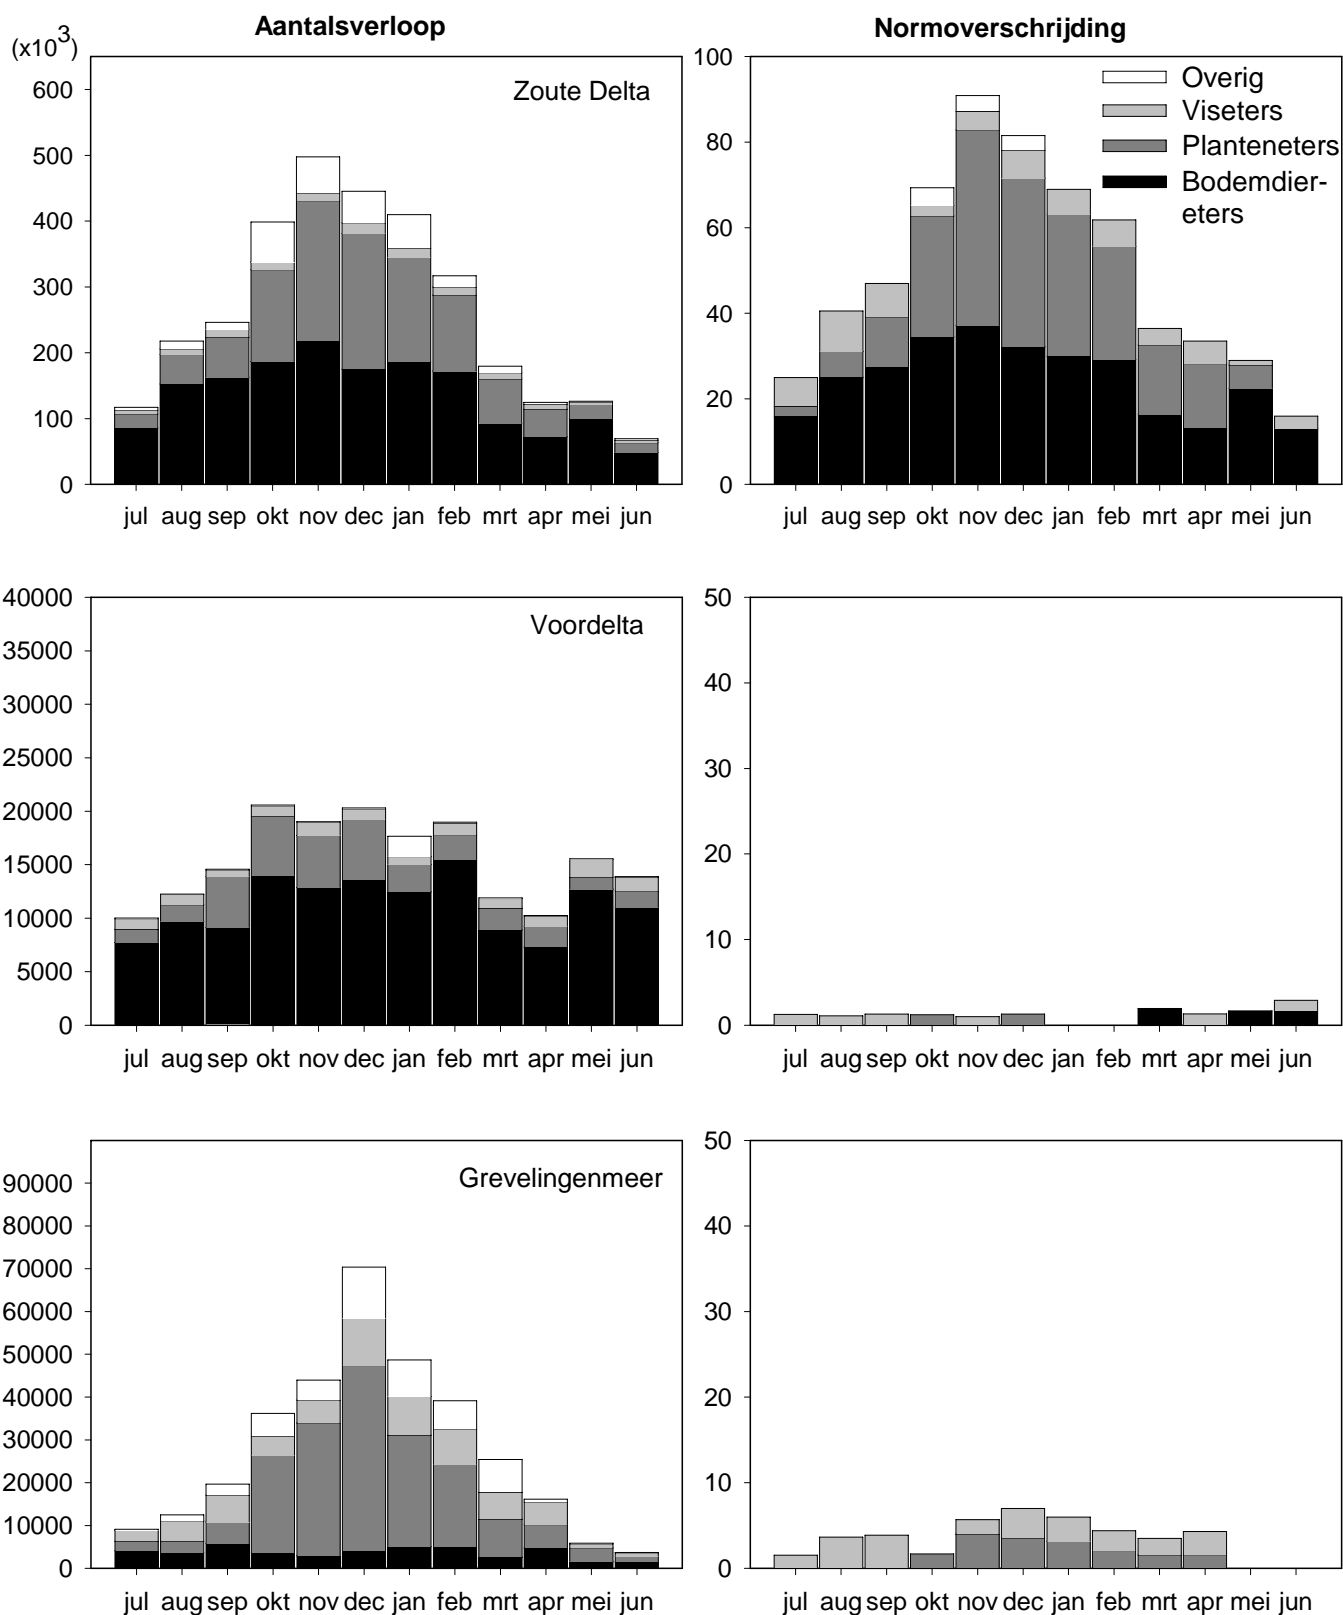 Aantalsverloop
Normoverschrijding
(x10³)
Zoute Delta
600
500
400
300
200
100
0
jul aug sep okt nov dec jan feb mrt apr mei jun
100
80
60
40
20
0
Overig
Viseters
Planteneters
Bodemdier-
eters
jul aug sep okt nov dec jan feb mrt apr mei jun
Voordelta
40000
35000
30000
25000
20000
15000
10000
5000
0
jul aug sep okt nov dec jan feb mrt apr mei jun
50
40
30
20
10
0
jul aug sep okt nov dec jan feb mrt apr mei jun
Grevelingenmeer
90000
80000
70000
60000
50000
40000
30000
20000
10000
0
jul aug sep okt nov dec jan feb mrt apr mei jun
50
40
30
20
10
0
jul aug sep okt nov dec jan feb mrt apr mei jun